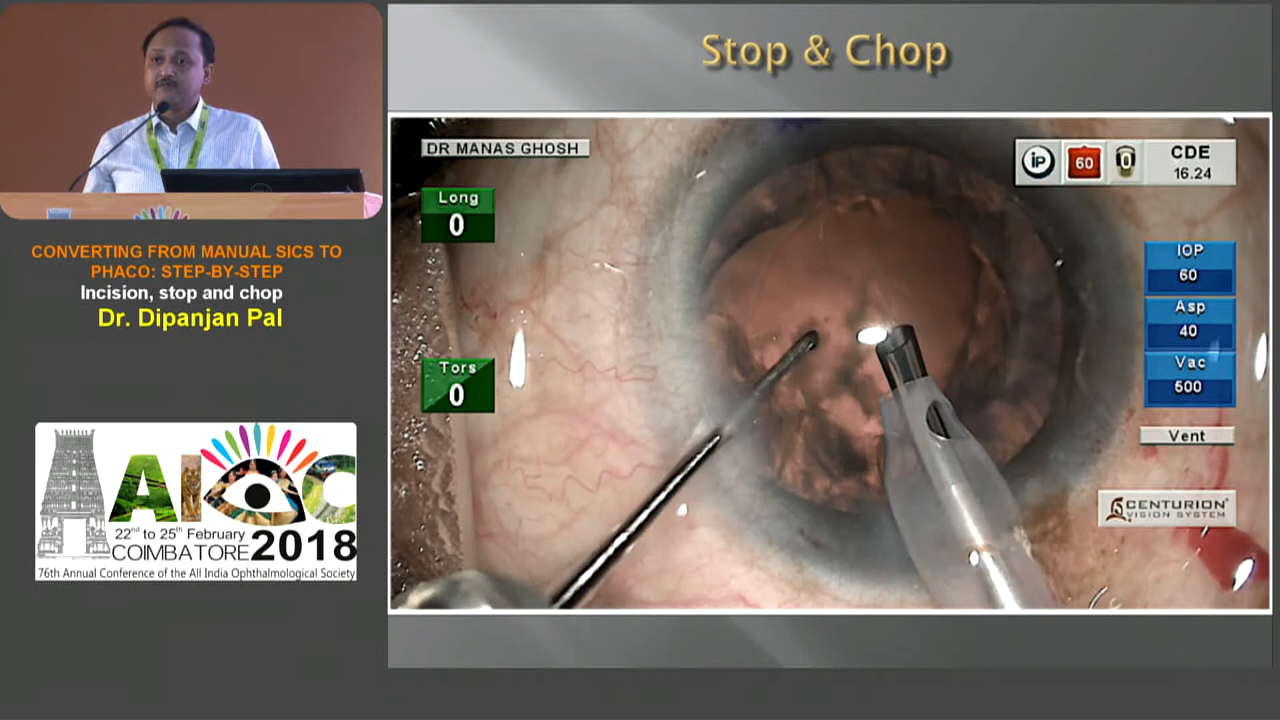 Stop & Chop
DR MANAS GHOSH
Long
0
Tors
0
iP
60
0
CDE
16.24
IOP
60
Asp
40
Vac
500
Vent
CENTURION
VISION SYSTEM
CONVERTING FROM MANUAL SICS TO
PHACO: STEP-BY-STEP
Incision, stop and chop
Dr. Dipanjan Pal
AIOC
22nd to 25th February
COIMBATORE 2018
76th Annual Conference of the All India Ophthalmological Society